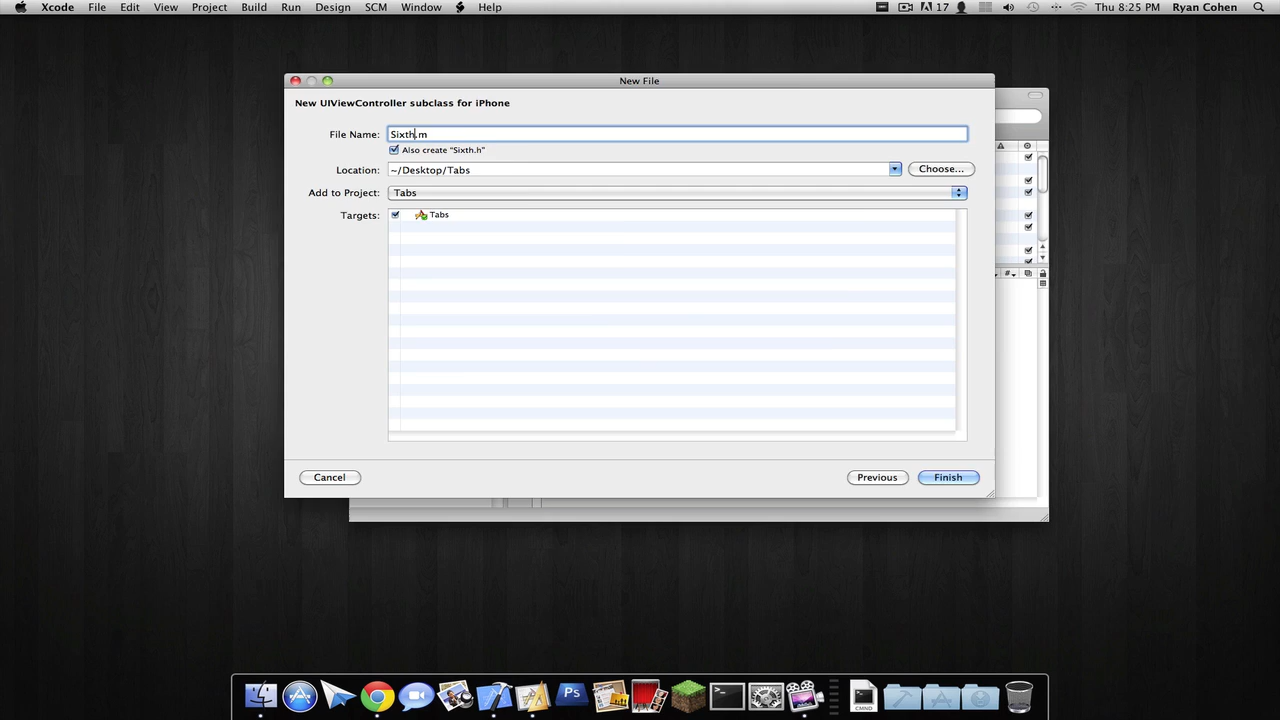 Xcode File Edit View Project Build Run Design SCM Window Help 17 Thu 8:25 PM Ryan Cohen
New File
New UIViewController subclass for iPhone
File Name: Sixth.m
Also create "Sixth.h"
Location: ~/Desktop/Tabs Choose...
Add to Project: Tabs
Targets: Tabs
Cancel Previous Finish
Ps
CMND